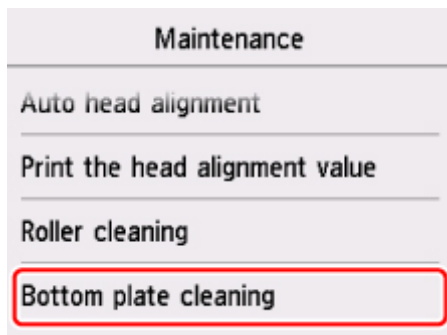 Maintenance
Auto head alignment
Print the head alignment value
Roller cleaning
Bottom plate cleaning